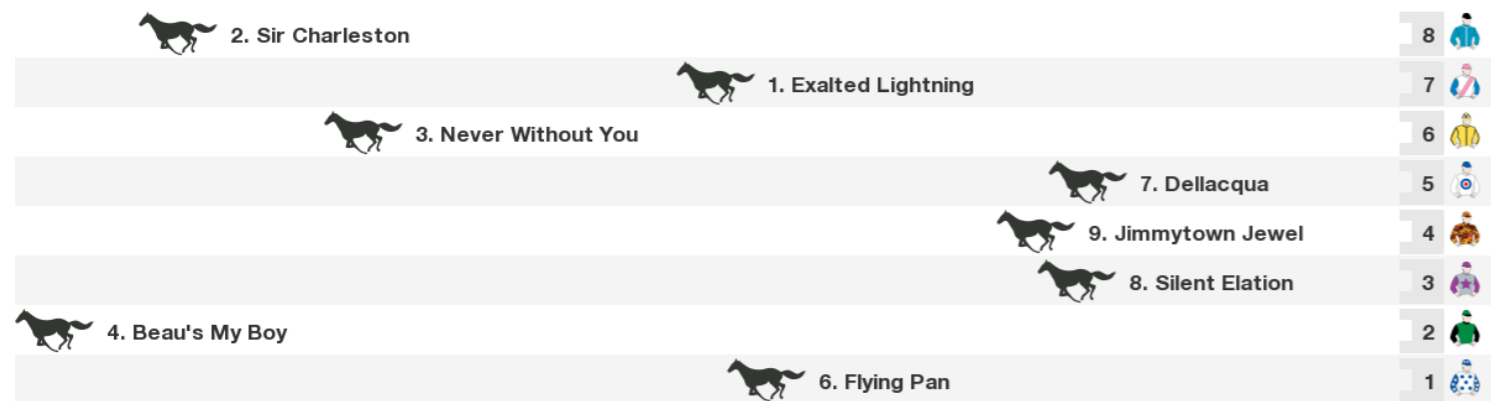 2. Sir Charleston 8
1. Exalted Lightning 7
3. Never Without You 6
7. Dellacqua 5
9. Jimmytown Jewel 4
8. Silent Elation 3
4. Beau's My Boy 2
6. Flying Pan 1